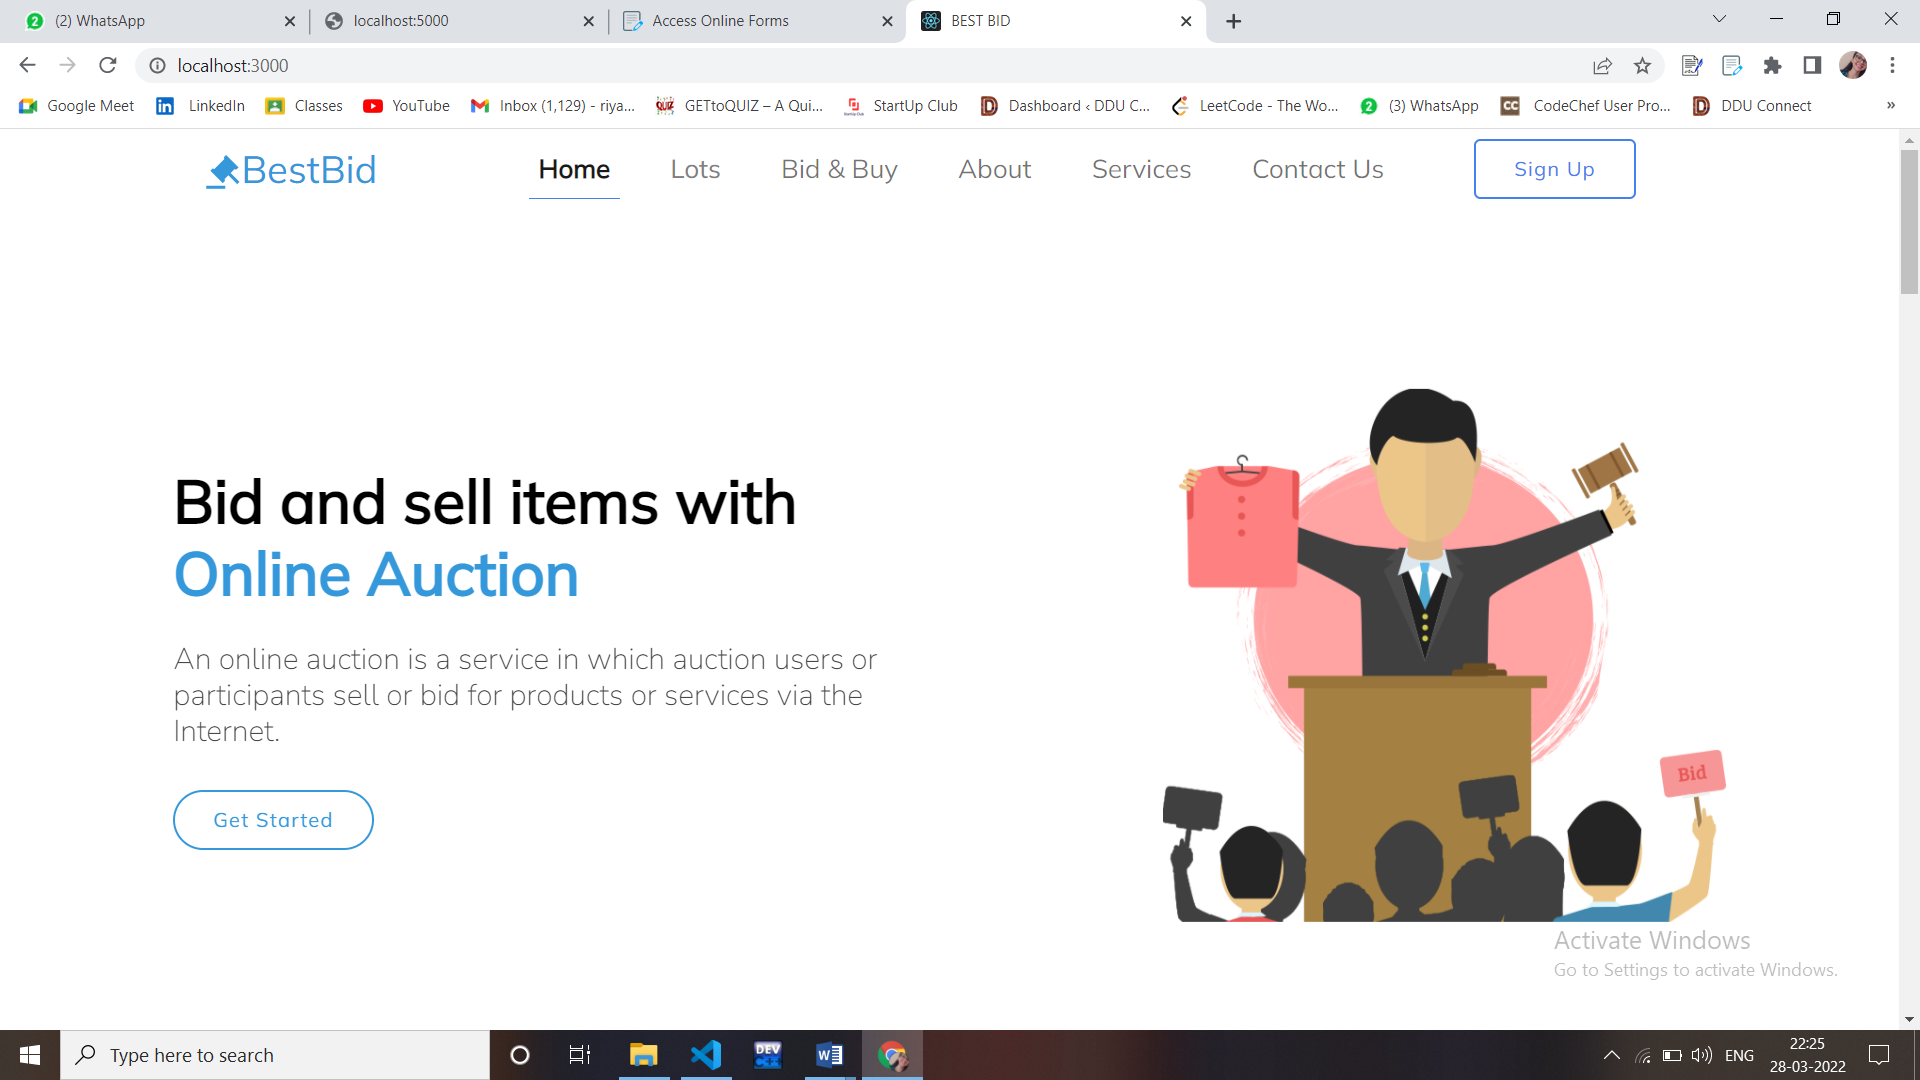 (2) WhatsApp
localhost:5000
Access Online Forms
BEST BID
localhost:3000
Google Meet
LinkedIn
Classes
YouTube
Inbox (1,129) - riya...
GETtoQUIZ – A Qui...
StartUp Club
Dashboard ‹ DDU C...
LeetCode - The Wo...
(3) WhatsApp
CodeChef User Pro...
DDU Connect
»
BestBid
Home
Lots
Bid & Buy
About
Services
Contact Us
Sign Up
Bid and sell items with
Online Auction
An online auction is a service in which auction users or
participants sell or bid for products or services via the
Internet.
Get Started
Bid
Activate Windows
Go to Settings to activate Windows.
Type here to search
DEV
C++
ENG
22:25
28-03-2022